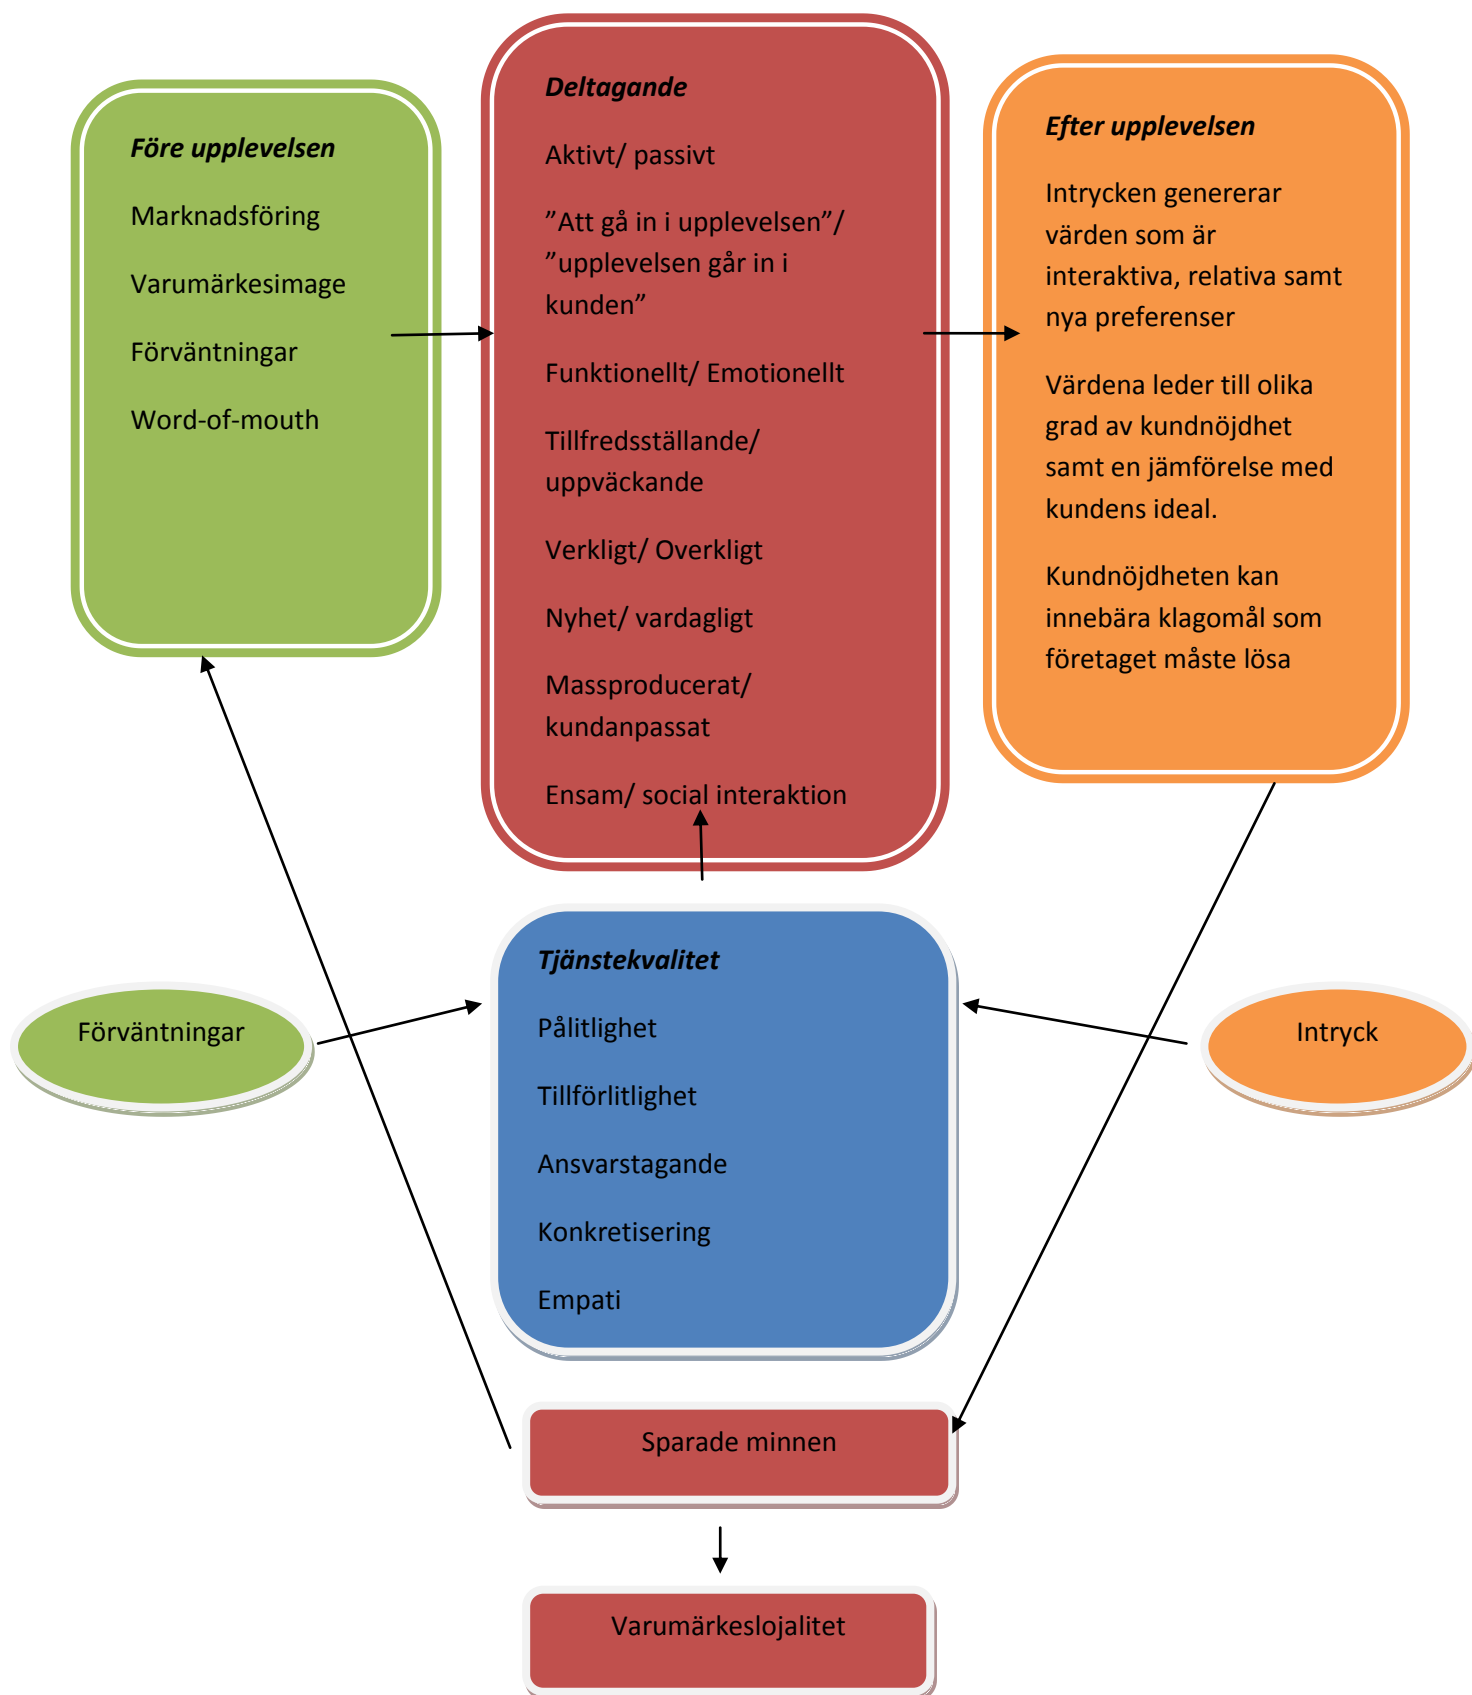 Före upplevelsen
Marknadsföring
Varumärkesimage
Förväntningar
Word-of-mouth
Deltagande
Aktivt/ passivt
”Att gå in i upplevelsen”/
”upplevelsen går in i
kunden”
Funktionellt/ Emotionellt
Tillfredsställande/
uppväckande
Verkligt/ Overkligt
Nyhet/ vardagligt
Massproducerat/
kundanpassat
Ensam/ social interaktion
Efter upplevelsen
Intrycken genererar
värden som är
interaktiva, relativa samt
nya preferenser
Värdena leder till olika
grad av kundnöjdhet
samt en jämförelse med
kundens ideal.
Kundnöjdheten kan
innebära klagomål som
företaget måste lösa
Förväntningar
Tjänstekvalitet
Pålitlighet
Tillförlitlighet
Ansvarstagande
Konkretisering
Empati
Intryck
Sparade minnen
Varumärkeslojalitet